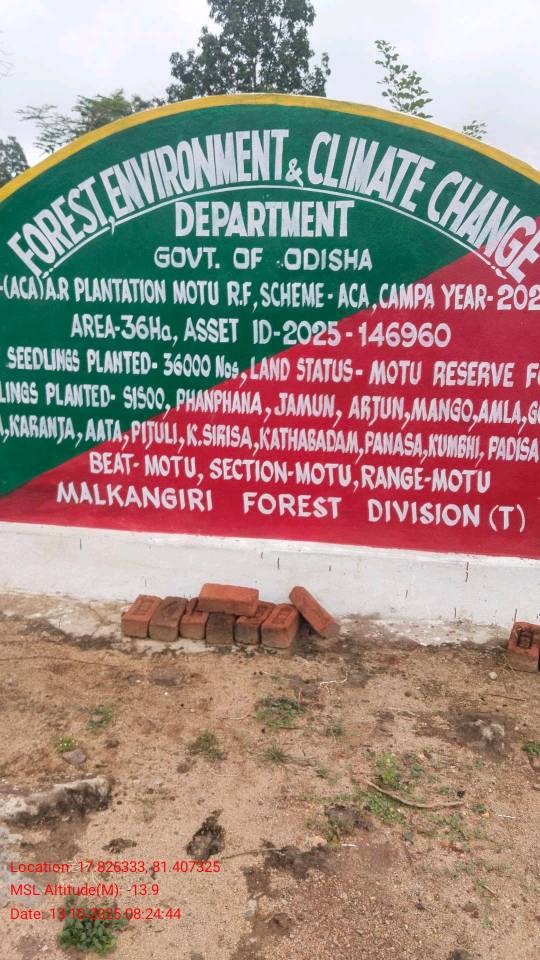 FOREST, ENVIRONMENT & CLIMATE CHANGE
DEPARTMENT
GOVT. OF ODISHA
-(ACA) A.R PLANTATION MOTU R.F, SCHEME - ACA, CAMPA YEAR - 202
AREA-36Ha, ASSET ID-2025 - 146960
SEEDLINGS PLANTED- 36000 Nos, LAND STATUS - MOTU RESERVE F
LINGS PLANTED- SISOO, PHANPHANA, JAMUN, ARJUN, MANGO, AMLA,
KARANJA, AATA, PIJULI, K.SIRISA, KATHABADAM, PANASA, KUMBHI, PADISA
BEAT- MOTU, SECTION-MOTU, RANGE-MOTU
MALKANGIRI FOREST DIVISION (T)
Location: 17.826333, 81.407325
MSL Altitude(M): -13.9
Date: 13-10-2025 08:24:44